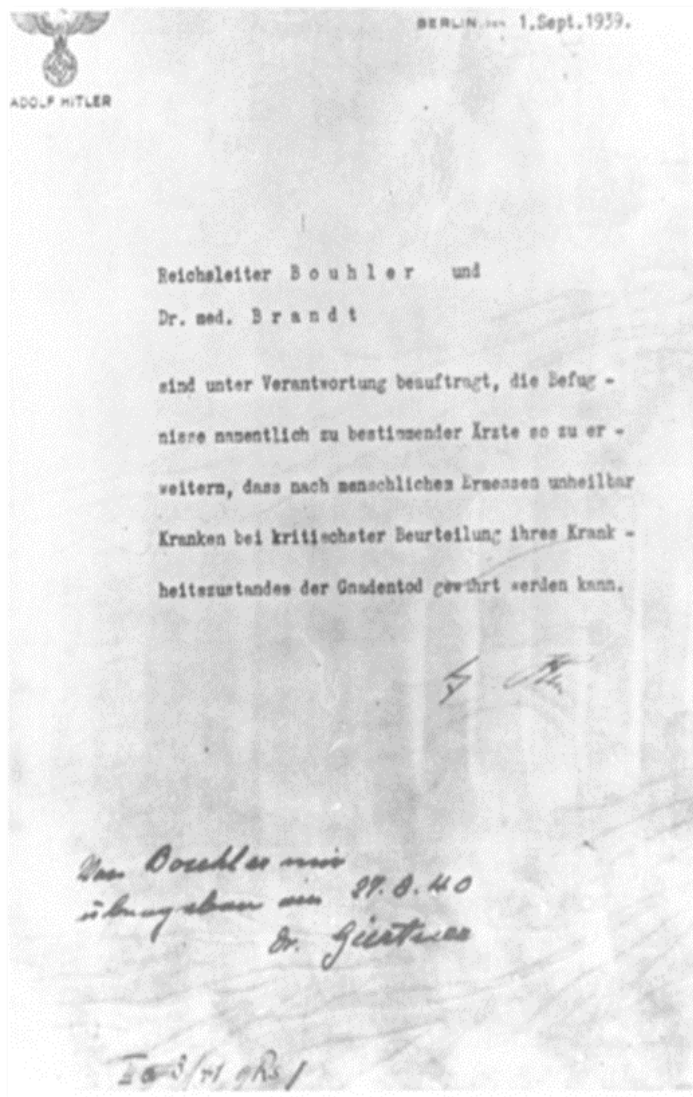 BERLIN, DEN 1.Sept.1939.
ADOLF HITLER
Reichsleiter B o u h l e r und
Dr. med. B r a n d t
sind unter Verantwortung beauftragt, die Befug -
nisse namentlich zu bestimmender Ärzte so zu er -
weitern, dass nach menschlichem Ermessen unheilbar
Kranken bei kritischster Beurteilung ihres Krank -
heitszustandes der Gnadentod gewährt werden kann.
Von Bouhler mir
übergeben am 27.8.40
Dr. Gürtner